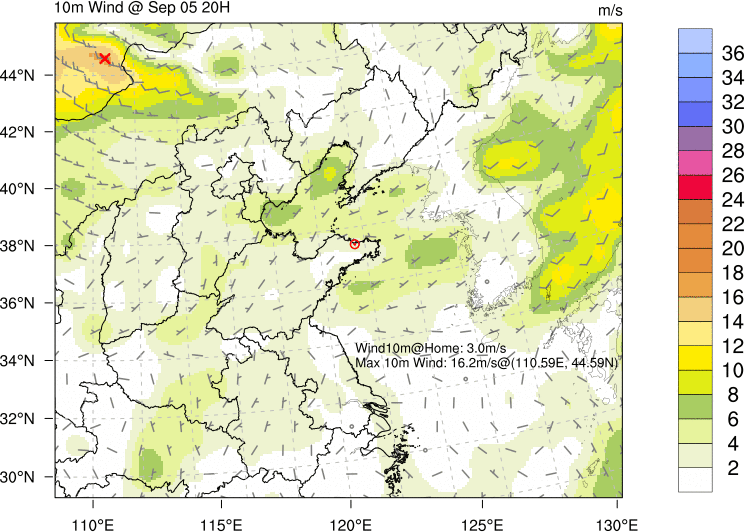 10m Wind @ Sep 05 20H
m/s
44°N
42°N
40°N
38°N
36°N
34°N
32°N
30°N
Wind10m@Home: 3.0m/s
Max 10m Wind: 16.2m/s@(110.59E, 44.59N)
110°E
115°E
120°E
125°E
130°E
36
34
32
30
28
26
24
22
20
18
16
14
12
10
8
6
4
2